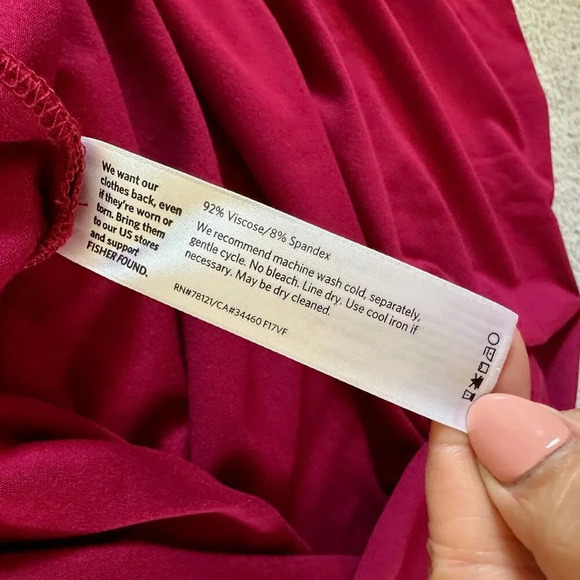 We want our
clothes back, even
if they're worn or
torn. Bring them
to our US stores
and support
FISHER FOUND.
92% Viscose/8% Spandex
We recommend machine wash cold, separately,
gentle cycle. No bleach. Line dry. Use cool iron if
necessary. May be dry cleaned.
RN#78121/CA#34460 F17VF